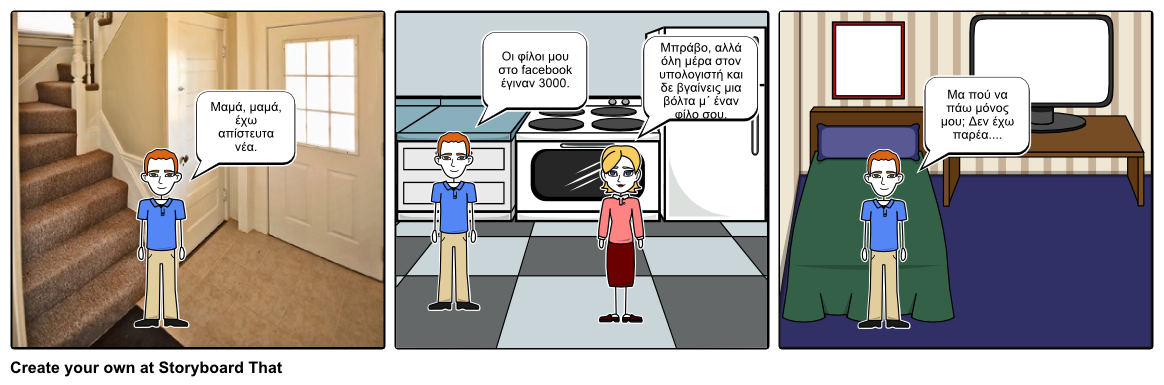 Μαμά, μαμά,
έχω
απίστευτα
νέα.
Οι φίλοι μου
στο facebook
έγιναν 3000.
Μπράβο, αλλά
όλη μέρα στον
υπολογιστή και
δε βγαίνεις μια
βόλτα μ΄ έναν
φίλο σου.
Μα πού να
πάω μόνος
μου; Δεν έχω
παρέα....
Create your own at Storyboard That